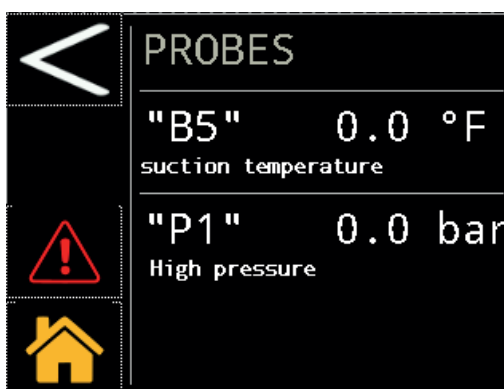 PROBES
"B5" 0.0 °F
suction temperature
"P1" 0.0 bar
High pressure